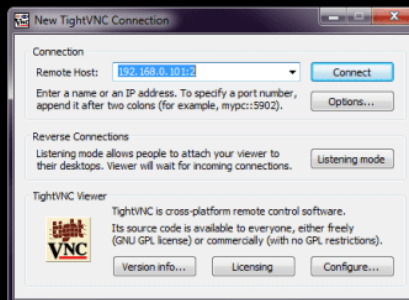 New TightVNC Connection
Connection
Remote Host: 192.168.0.101:2
Connect
Enter a name or an IP address. To specify a port number,
append it after two colons (for example, mypc::5902).
Options...
Reverse Connections
Listening mode allows people to attach your viewer to
their desktops. Viewer will wait for incoming connections.
Listening mode
TightVNC Viewer
tight
VNC
TightVNC is cross-platform remote control software.
Its source code is available to everyone, either freely
(GNU GPL license) or commercially (with no GPL restrictions).
Version info...
Licensing
Configure...